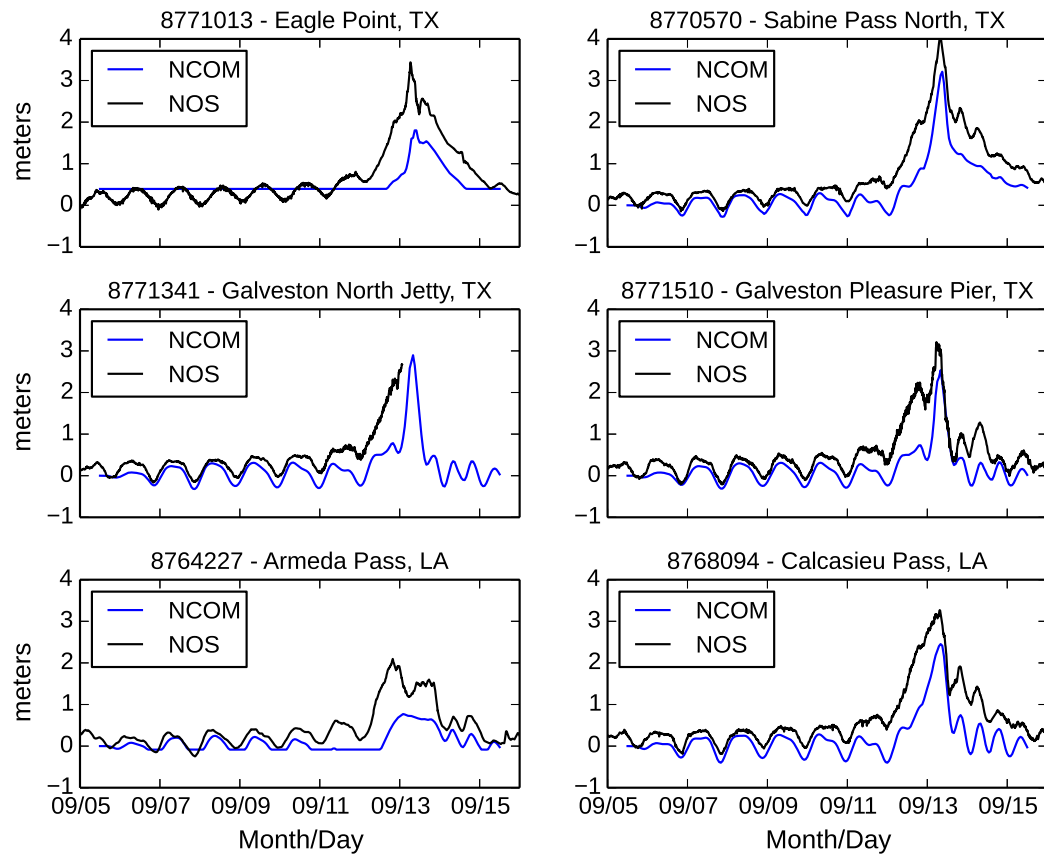 8771013 - Eagle Point, TX
8770570 - Sabine Pass North, TX
4
3
2
1
0
−1
meters
NCOM
NOS
4
3
2
1
0
−1
NCOM
NOS
8771341 - Galveston North Jetty, TX
8771510 - Galveston Pleasure Pier, TX
4
3
2
1
0
−1
meters
NCOM
NOS
4
3
2
1
0
−1
NCOM
NOS
8764227 - Armeda Pass, LA
8768094 - Calcasieu Pass, LA
4
3
2
1
0
−1
meters
NCOM
NOS
4
3
2
1
0
−1
NCOM
NOS
09/05 09/07 09/09 09/11 09/13 09/15
09/05 09/07 09/09 09/11 09/13 09/15
Month/Day
Month/Day